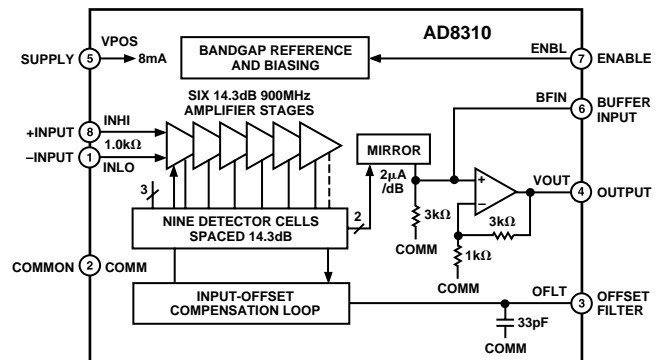 AD8310
SUPPLY
5
VPOS
8mA
BANDGAP REFERENCE
AND BIASING
ENBL
7
ENABLE
SIX 14.3dB 900MHz
AMPLIFIER STAGES
+INPUT
8
INHI
1.0kΩ
–INPUT
1
INLO
MIRROR
2μA
/dB
BFIN
6
BUFFER
INPUT
+
–
VOUT
4
OUTPUT
3kΩ
COMM
3kΩ
1kΩ
COMM
3
NINE DETECTOR CELLS
SPACED 14.3dB
2
COMMON
2
COMM
INPUT-OFFSET
COMPENSATION LOOP
OFLT
3
OFFSET
FILTER
33pF
COMM